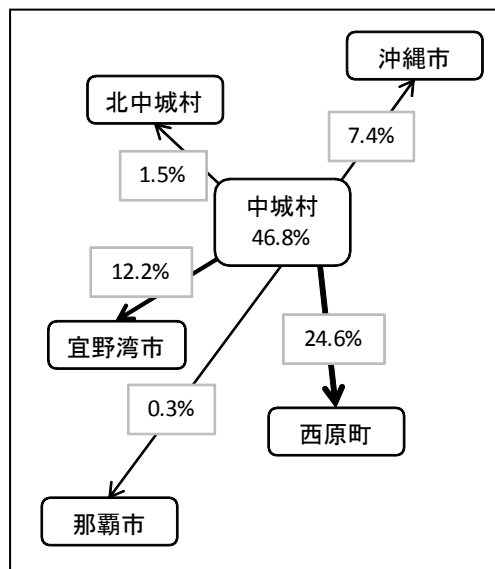 沖縄市
北中城村
7.4%
1.5%
中城村
46.8%
12.2%
24.6%
宜野湾市
0.3%
西原町
那覇市